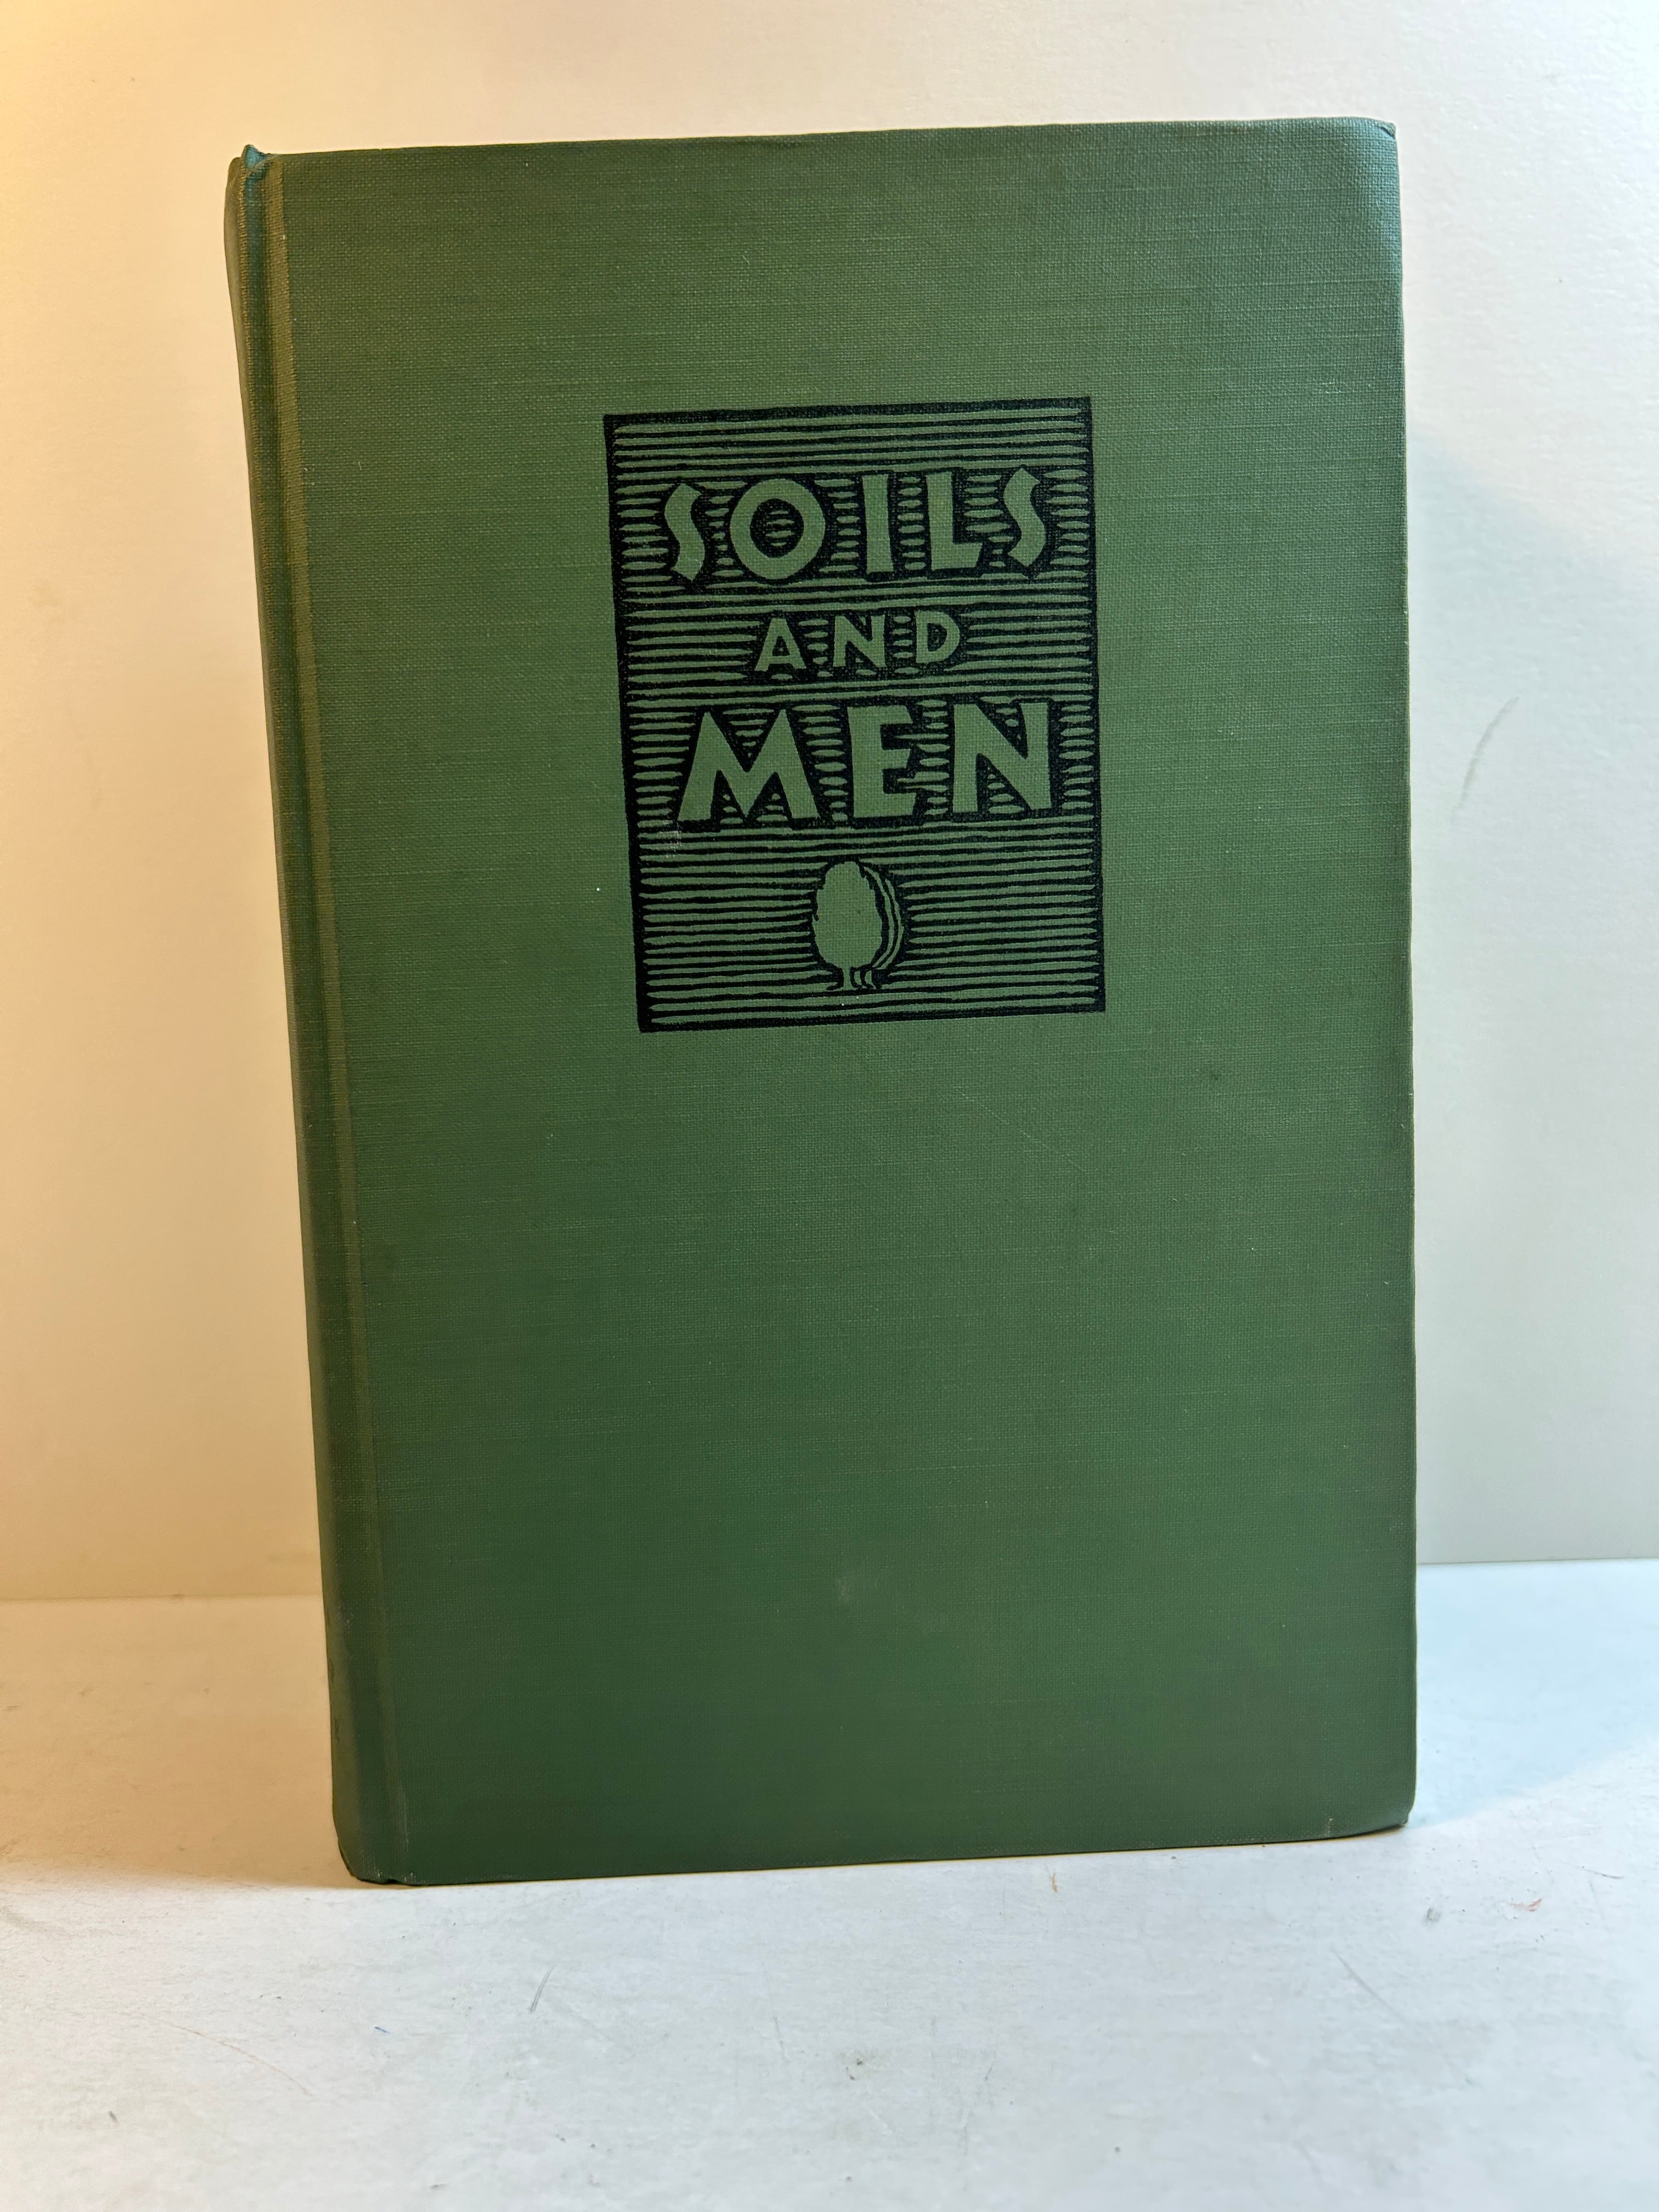 SOILS
AND
MEN